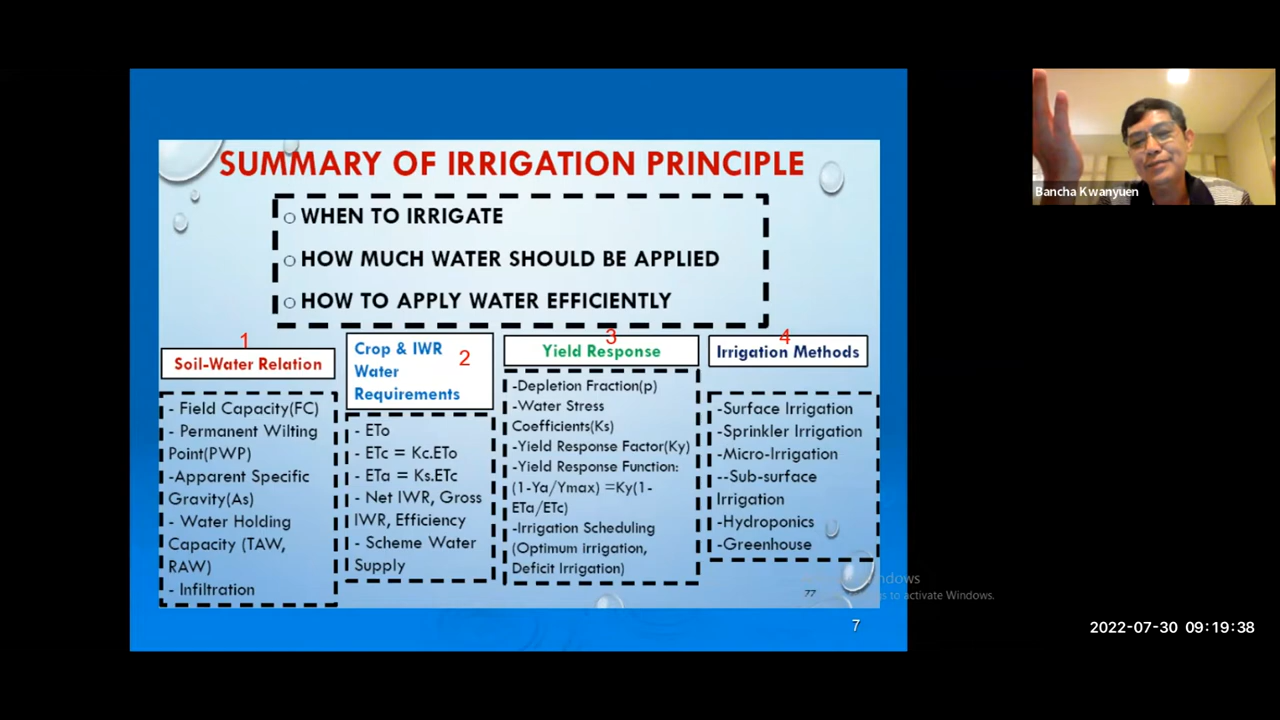 SUMMARY OF IRRIGATION PRINCIPLE
○ WHEN TO IRRIGATE
○ HOW MUCH WATER SHOULD BE APPLIED
○ HOW TO APPLY WATER EFFICIENTLY
1
Soil-Water Relation
- Field Capacity(FC)
- Permanent Wilting
Point(PWP)
-Apparent Specific
Gravity(As)
- Water Holding
Capacity (TAW,
RAW)
- Infiltration
2
Crop & IWR
Water
Requirements
- ETo
- ETc = Kc.ETo
- ETa = Ks.ETc
- Net IWR, Gross
IWR, Efficiency
- Scheme Water
Supply
3
Yield Response
-Depletion Fraction(p)
-Water Stress
Coefficients(Ks)
-Yield Response Factor(Ky)
-Yield Response Function:
(1-Ya/Ymax) =Ky(1-
ETa/ETc)
-Irrigation Scheduling
(Optimum irrigation,
Deficit Irrigation)
4
Irrigation Methods
-Surface Irrigation
-Sprinkler Irrigation
-Micro-Irrigation
--Sub-surface
Irrigation
-Hydroponics
-Greenhouse
77
to activate Windows.
7
Bancha Kwanyuen
2022-07-30 09:19:38